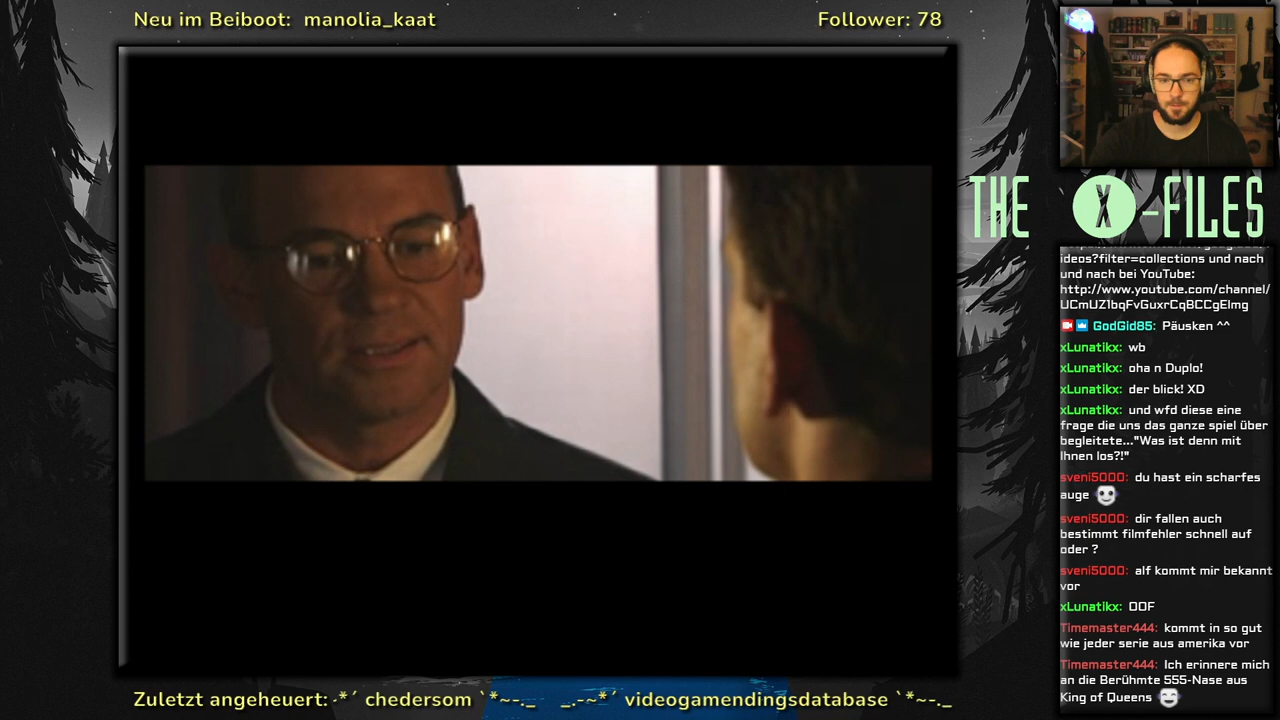 Neu im Beiboot: manolia_kaat
Follower: 78
THE X-FILES
ideos?filter=collections und nach
und nach bei YouTube:
http://www.youtube.com/channel/
UCmUZ1bqFvGuxrCqBCCgElmg
GodGid85: Päusken ^^
xLunatikx: wb
xLunatikx: oha n Duplo!
xLunatikx: der blick! XD
xLunatikx: und wfd diese eine
frage die uns das ganze spiel über
begleitete..."Was ist denn mit
Ihnen los?!"
sveni5000: du hast ein scharfes
auge
sveni5000: dir fallen auch
bestimmt filmfehler schnell auf
oder ?
sveni5000: alf kommt mir bekannt
vor
xLunatikx: OOF
Timemaster444: kommt in so gut
wie jeder serie aus amerika vor
Timemaster444: Ich erinnere mich
an die Berühmte 555-Nase aus
King of Queens
Zuletzt angeheuert: ·*´ chedersom `*~-._ _.-~*´ videogamendingsdatabase `*~-._